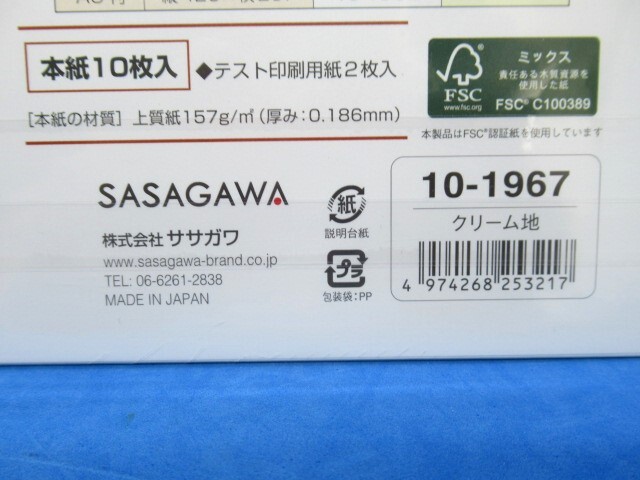 本紙10枚入
◆テスト印刷用紙2枚入
[本紙の材質] 上質紙157g/㎡(厚み:0.186mm)
FSC
www.fsc.org
ミックス
責任ある木質資源を
使用した紙
FSC® C100389
本製品はFSC®認証紙を使用しています
SASAGAWA
株式会社 ササガワ
www.sasagawa-brand.co.jp
TEL: 06-6261-2838
MADE IN JAPAN
紙
説明台紙
プラ
包装袋:PP
10-1967
クリーム地
4 974268 253217